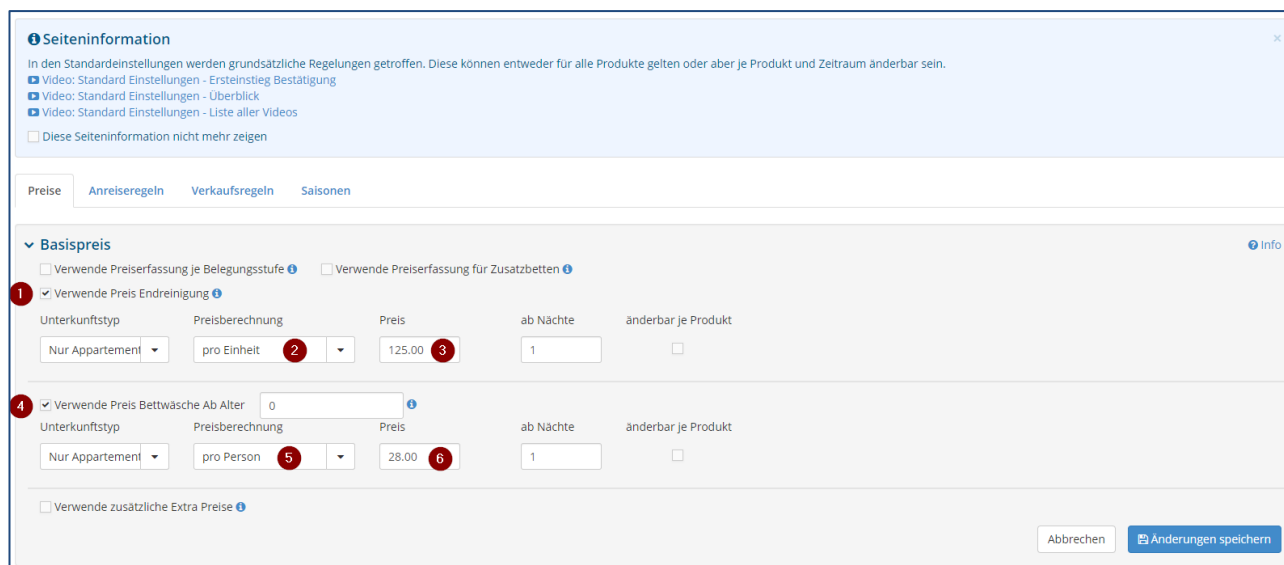 Seiteninformation
In den Standardeinstellungen werden grundsätzliche Regelungen getroffen. Diese können entweder für alle Produkte gelten oder aber je Produkt und Zeitraum änderbar sein.
Video: Standard Einstellungen - Ersteinstieg Bestätigung
Video: Standard Einstellungen - Überblick
Video: Standard Einstellungen - Liste aller Videos
Diese Seiteninformation nicht mehr zeigen
Preise Anreiseregeln Verkaufsregeln Saisonen
Basispreis Info
Verwende Preiserfassung je Belegungsstufe Verwende Preiserfassung für Zusatzbetten
1 Verwende Preis Endreinigung
Unterkunftstyp Preisberechnung Preis ab Nächte änderbar je Produkt
Nur Appartement pro Einheit 2 125.00 3 1
4 Verwende Preis Bettwäsche Ab Alter 0
Unterkunftstyp Preisberechnung Preis ab Nächte änderbar je Produkt
Nur Appartement pro Person 5 28.00 6 1
Verwende zusätzliche Extra Preise
Abbrechen Änderungen speichern